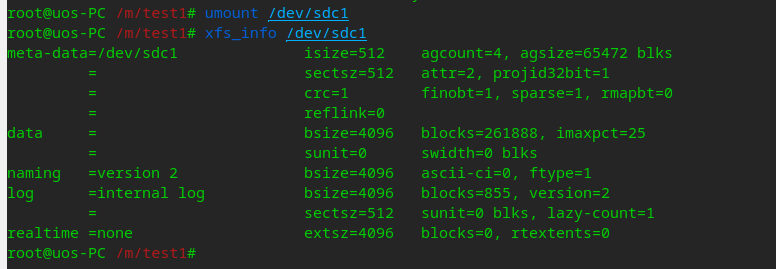 root@uos-PC /m/test1# umount /dev/sdc1
root@uos-PC /m/test1# xfs_info /dev/sdc1
meta-data=/dev/sdc1              isize=512    agcount=4, agsize=65472 blks
         =                       sectsz=512   attr=2, projid32bit=1
         =                       crc=1        finobt=1, sparse=1, rmapbt=0
         =                       reflink=0
data     =                       bsize=4096   blocks=261888, imaxpct=25
         =                       sunit=0      swidth=0 blks
naming   =version 2              bsize=4096   ascii-ci=0, ftype=1
log      =internal log           bsize=4096   blocks=855, version=2
         =                       sectsz=512   sunit=0 blks, lazy-count=1
realtime =none                   extsz=4096   blocks=0, rtextents=0
root@uos-PC /m/test1#